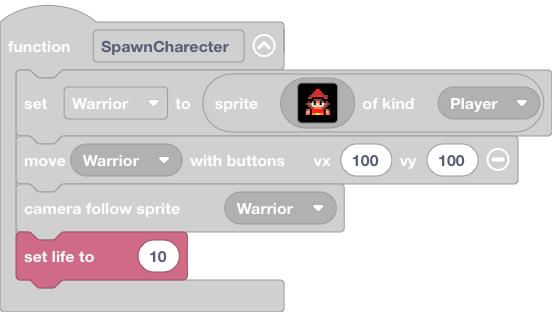 function SpawnCharecter
set Warrior to sprite of kind Player
move Warrior with buttons vx 100 vy 100
camera follow sprite Warrior
set life to 10